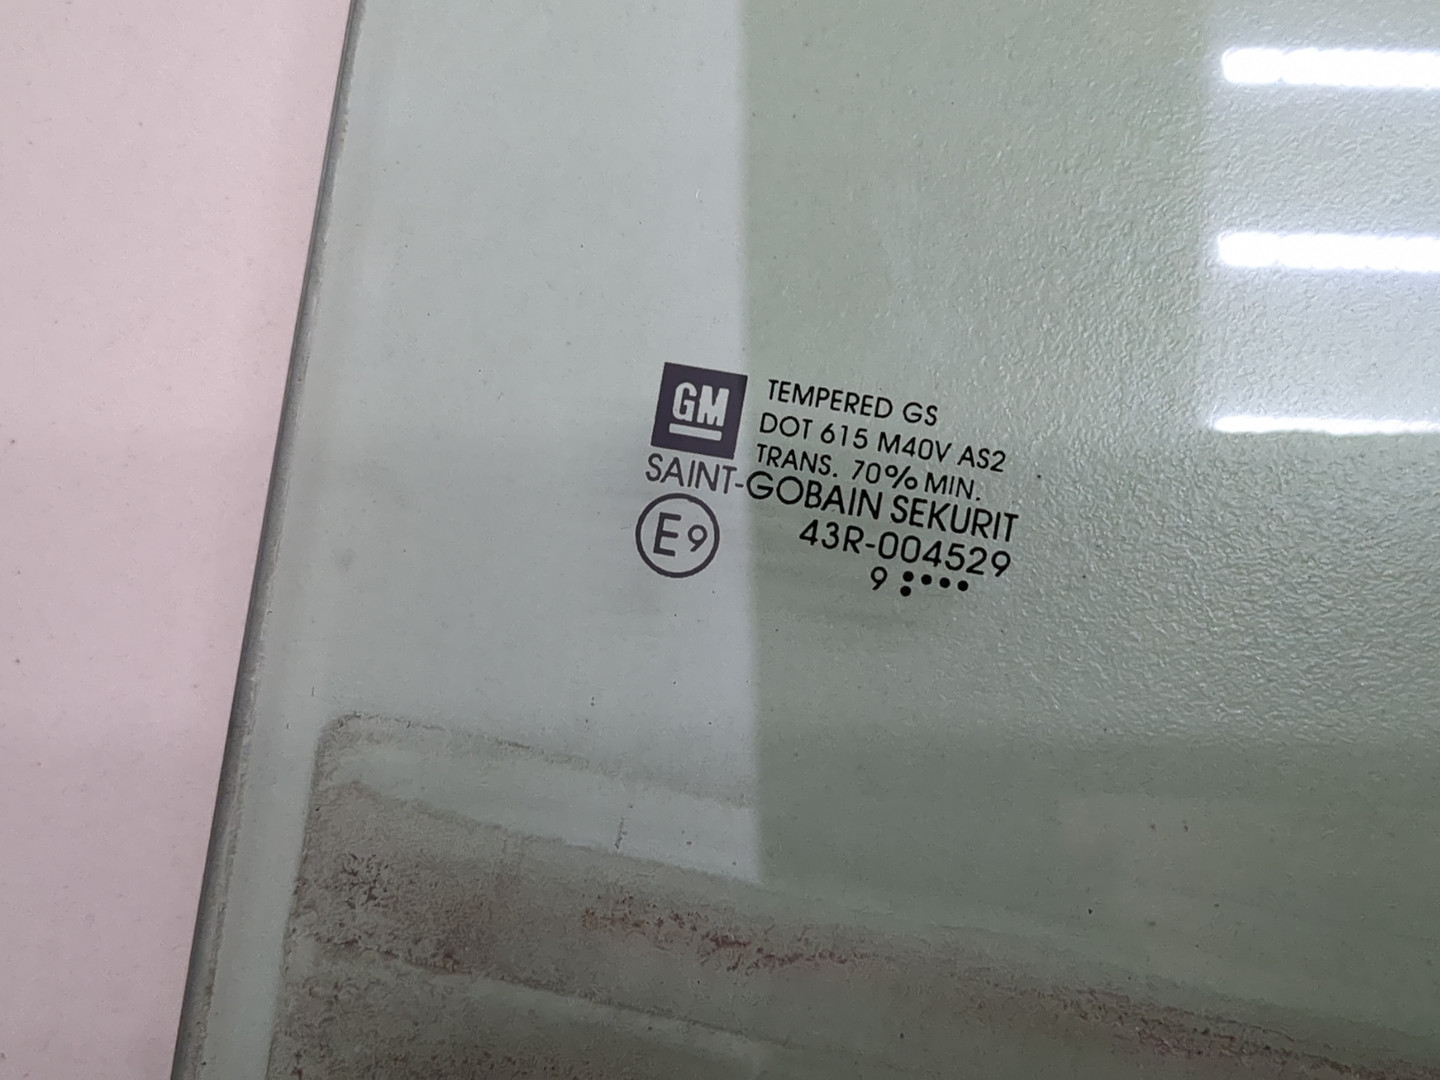 GM
TEMPERED GS
DOT 615 M40V AS2
TRANS. 70% MIN.
SAINT-GOBAIN SEKURIT
E9
43R-004529
9